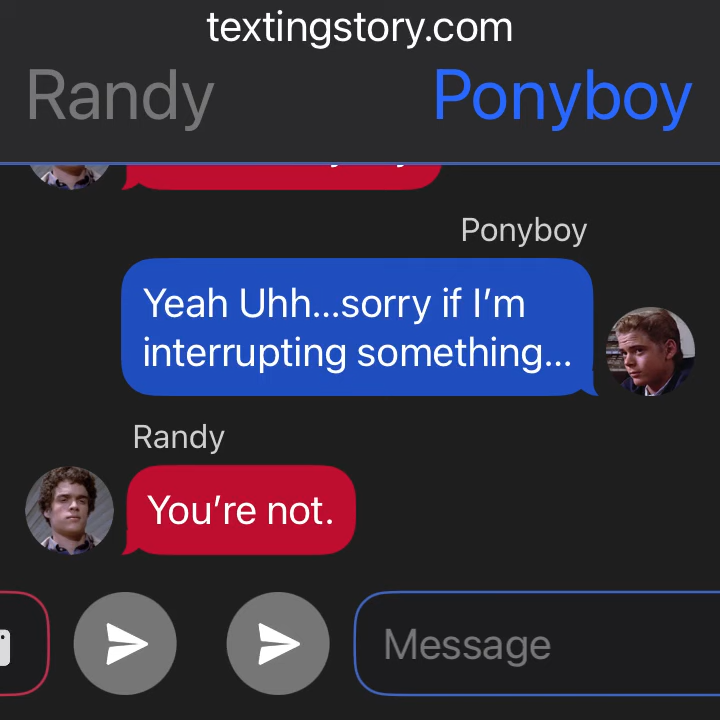 textingstory.com
Randy
Ponyboy
Ponyboy
Yeah Uhh...sorry if I’m
interrupting something...
Randy
You’re not.
Message